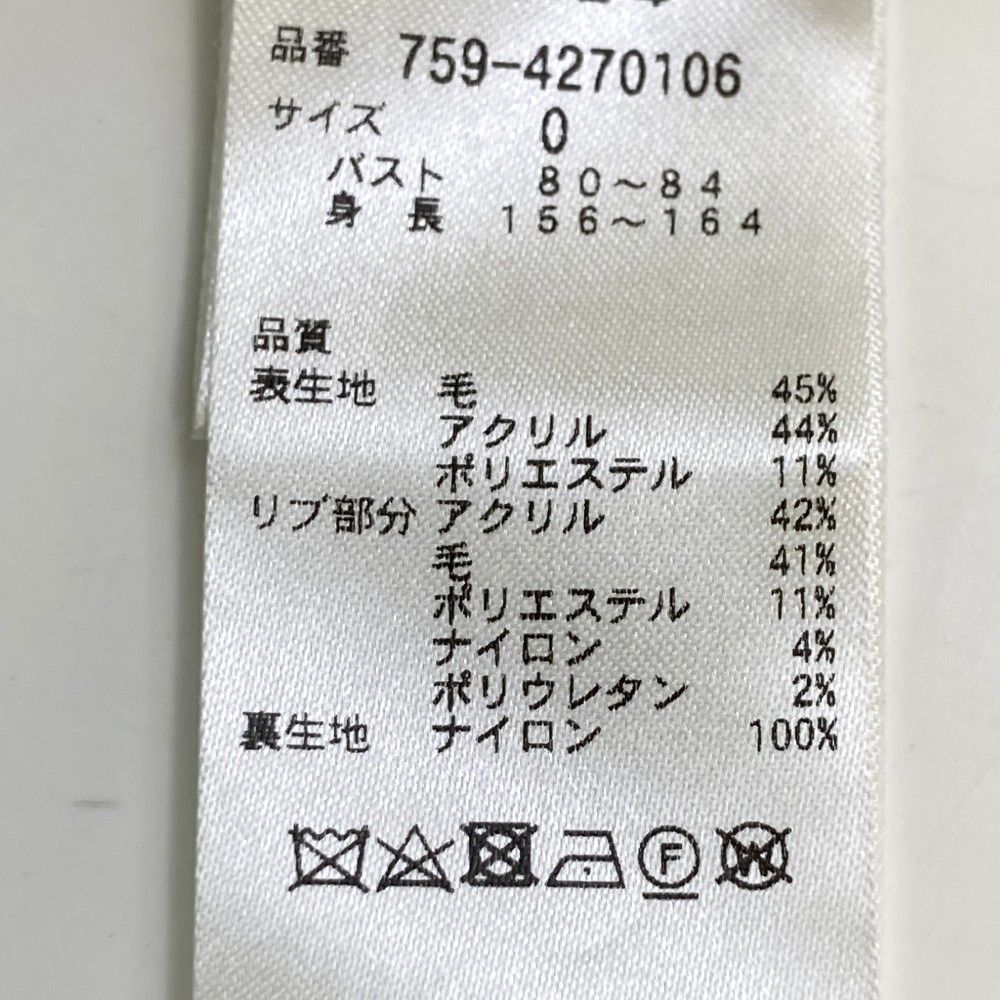 品番 759-4270106
サイズ 0
バスト 80～84
身長 156～164
品質
表生地 毛 45%
アクリル 44%
ポリエステル 11%
リブ部分 アクリル 42%
毛 41%
ポリエステル 11%
ナイロン 4%
ポリウレタン 2%
裏生地 ナイロン 100%
F W